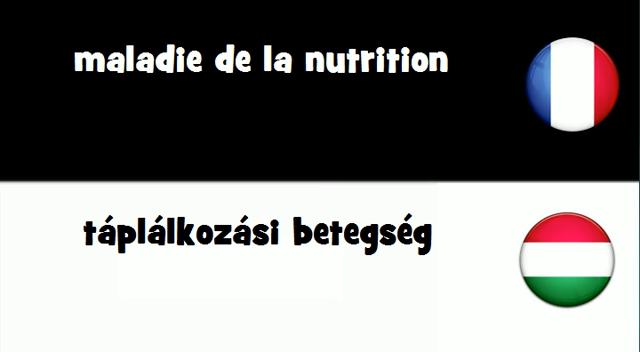 maladie de la nutrition
táplálkozási betegség